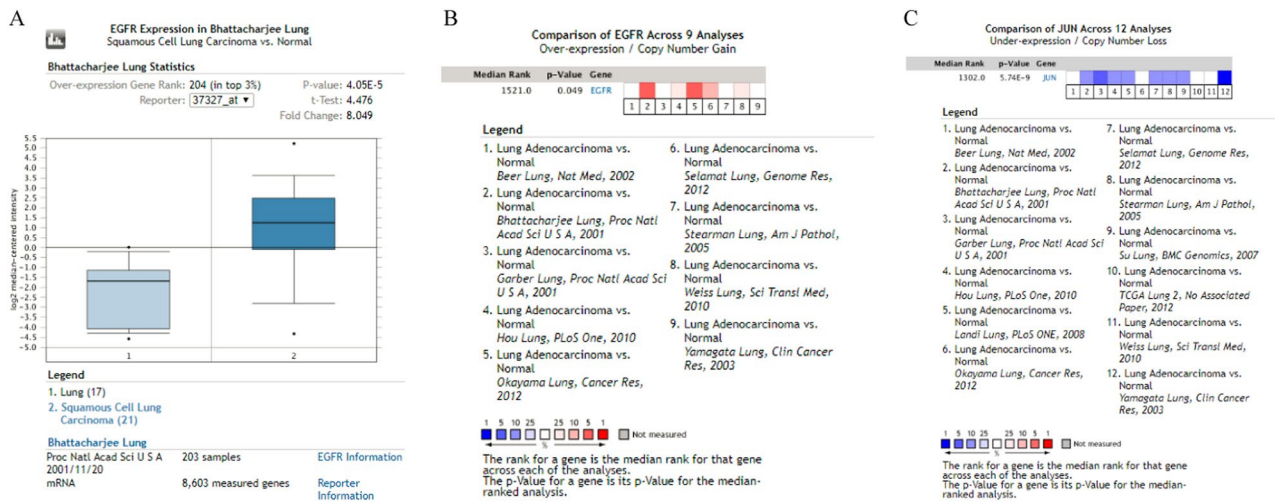 A
EGFR Expression in Bhattacharjee Lung
Squamous Cell Lung Carcinoma vs. Normal
Bhattacharjee Lung Statistics
Over-expression Gene Rank: 204 (in top 3%)
P-value: 4.05E-5
Reporter: 37327_at
t-Test: 4.476
Fold Change: 8.049
log2 median-centered intensity
5.5
5.0
4.5
4.0
3.5
3.0
2.5
2.0
1.5
1.0
0.5
0.0
-0.5
-1.0
-1.5
-2.0
-2.5
-3.0
-3.5
-4.0
-4.5
-5.0
1 2
Legend
1. Lung (17)
2. Squamous Cell Lung
Carcinoma (21)
Bhattacharjee Lung
Proc Natl Acad Sci U S A 203 samples EGFR Information
2001/11/20
mRNA 8,603 measured genes Reporter
Information
B
Comparison of EGFR Across 9 Analyses
Over-expression / Copy Number Gain
Median Rank p-Value Gene
1521.0 0.049 EGFR
1 2 3 4 5 6 7 8 9
Legend
1. Lung Adenocarcinoma vs.
Normal
Beer Lung, Nat Med, 2002
2. Lung Adenocarcinoma vs.
Normal
Bhattacharjee Lung, Proc Natl
Acad Sci U S A, 2001
3. Lung Adenocarcinoma vs.
Normal
Garber Lung, Proc Natl Acad Sci
U S A, 2001
4. Lung Adenocarcinoma vs.
Normal
Hou Lung, PLoS One, 2010
5. Lung Adenocarcinoma vs.
Normal
Okayama Lung, Cancer Res,
2012
6. Lung Adenocarcinoma vs.
Normal
Selamat Lung, Genome Res,
2012
7. Lung Adenocarcinoma vs.
Normal
Stearman Lung, Am J Pathol,
2005
8. Lung Adenocarcinoma vs.
Normal
Weiss Lung, Sci Transl Med,
2010
9. Lung Adenocarcinoma vs.
Normal
Yamagata Lung, Clin Cancer
Res, 2003
1 5 10 25 25 10 5 1
Not measured
%
The rank for a gene is the median rank for that gene
across each of the analyses.
The p-Value for a gene is its p-Value for the median-
ranked analysis.
C
Comparison of JUN Across 12 Analyses
Under-expression / Copy Number Loss
Median Rank p-Value Gene
1302.0 5.74E-9 JUN
1 2 3 4 5 6 7 8 9 10 11 12
Legend
1. Lung Adenocarcinoma vs.
Normal
Beer Lung, Nat Med, 2002
2. Lung Adenocarcinoma vs.
Normal
Bhattacharjee Lung, Proc Natl
Acad Sci U S A, 2001
3. Lung Adenocarcinoma vs.
Normal
Garber Lung, Proc Natl Acad Sci
U S A, 2001
4. Lung Adenocarcinoma vs.
Normal
Hou Lung, PLoS One, 2010
5. Lung Adenocarcinoma vs.
Normal
Landi Lung, PLoS ONE, 2008
6. Lung Adenocarcinoma vs.
Normal
Okayama Lung, Cancer Res,
2012
7. Lung Adenocarcinoma vs.
Normal
Selamat Lung, Genome Res,
2012
8. Lung Adenocarcinoma vs.
Normal
Stearman Lung, Am J Pathol,
2005
9. Lung Adenocarcinoma vs.
Normal
Su Lung, BMC Genomics, 2007
10. Lung Adenocarcinoma vs.
Normal
TCGA Lung 2, No Associated
Paper, 2012
11. Lung Adenocarcinoma vs.
Normal
Weiss Lung, Sci Transl Med,
2010
12. Lung Adenocarcinoma vs.
Normal
Yamagata Lung, Clin Cancer
Res, 2003
1 5 10 25 25 10 5 1
Not measured
%
The rank for a gene is the median rank for that gene
across each of the analyses.
The p-Value for a gene is its p-Value for the median-
ranked analysis.